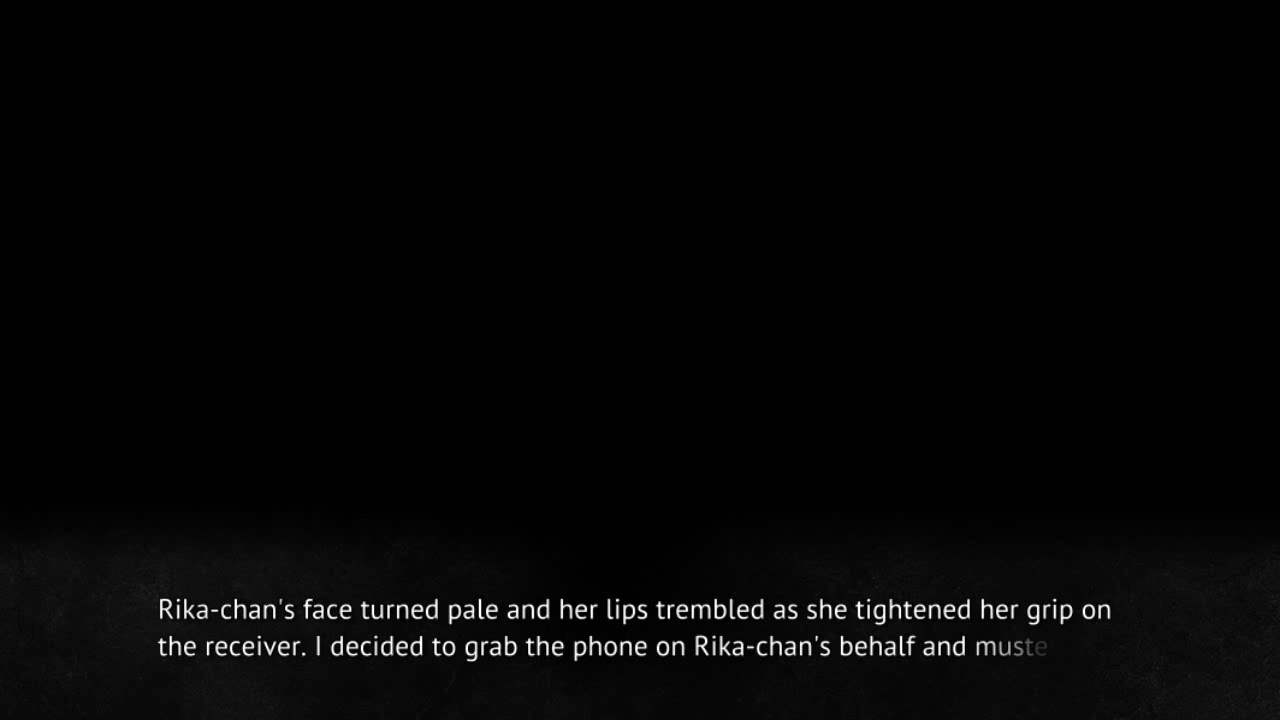 Rika-chan's face turned pale and her lips trembled as she tightened her grip on
the receiver. I decided to grab the phone on Rika-chan's behalf and muste